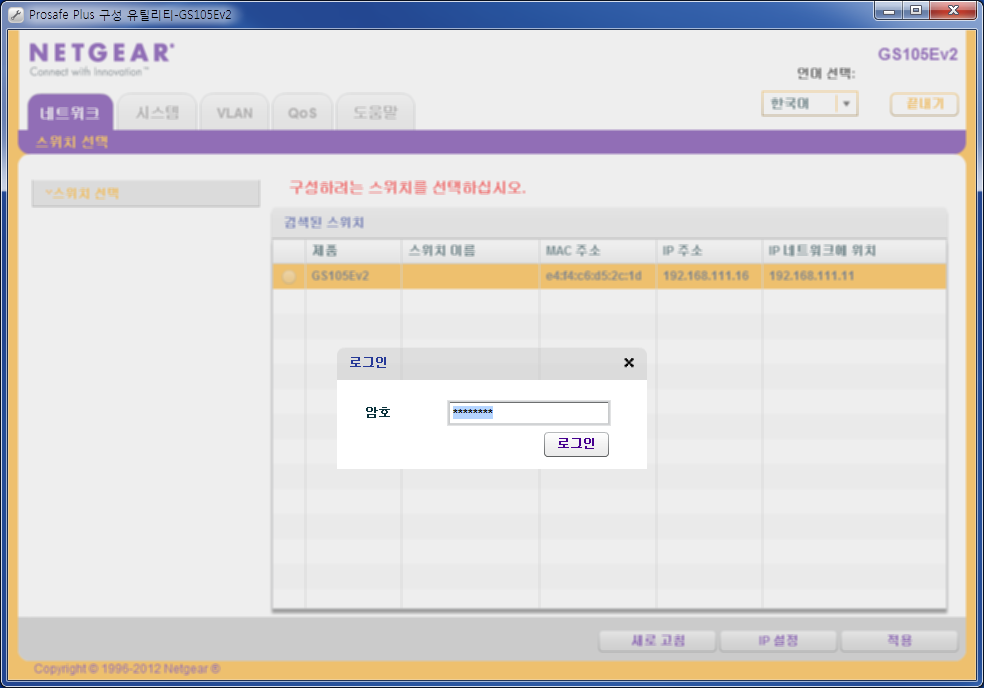 Prosafe Plus 구성 유틸리티-GS105Ev2
NETGEAR®
Connect with Innovation™
GS105Ev2
언어 선택:
한국어
끝내기
네트워크 시스템 VLAN QoS 도움말
스위치 선택
스위치 선택
구성하려는 스위치를 선택하십시오.
검색된 스위치
제품 스위치 이름 MAC 주소 IP 주소 IP 네트워크에 위치
GS105Ev2 e4:f4:c6:d5:2c:1d 192.168.111.16 192.168.111.11
로그인
암호 ********
로그인
새로 고침 IP 설정 적용
Copyright © 1996-2012 Netgear ®